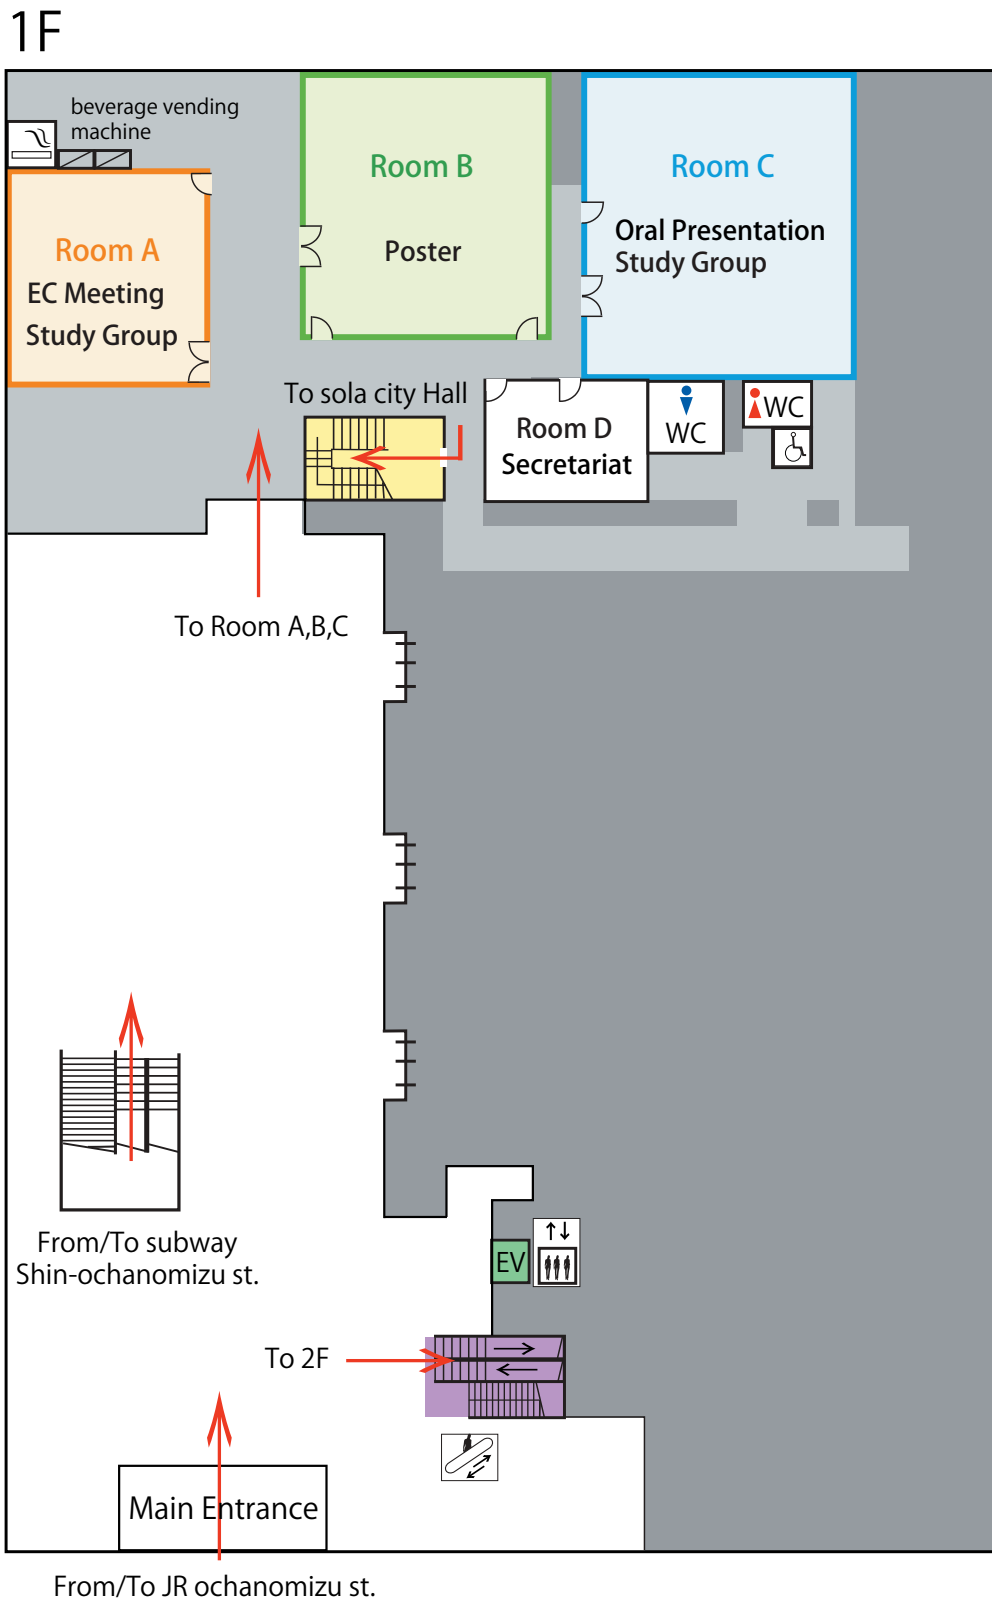 1F
beverage vending
machine
Room A
EC Meeting
Study Group
Room B
Poster
Room C
Oral Presentation
Study Group
To sola city Hall
Room D
Secretariat
WC
WC
To Room A,B,C
From/To subway
Shin-ochanomizu st.
EV
To 2F
Main Entrance
From/To JR ochanomizu st.